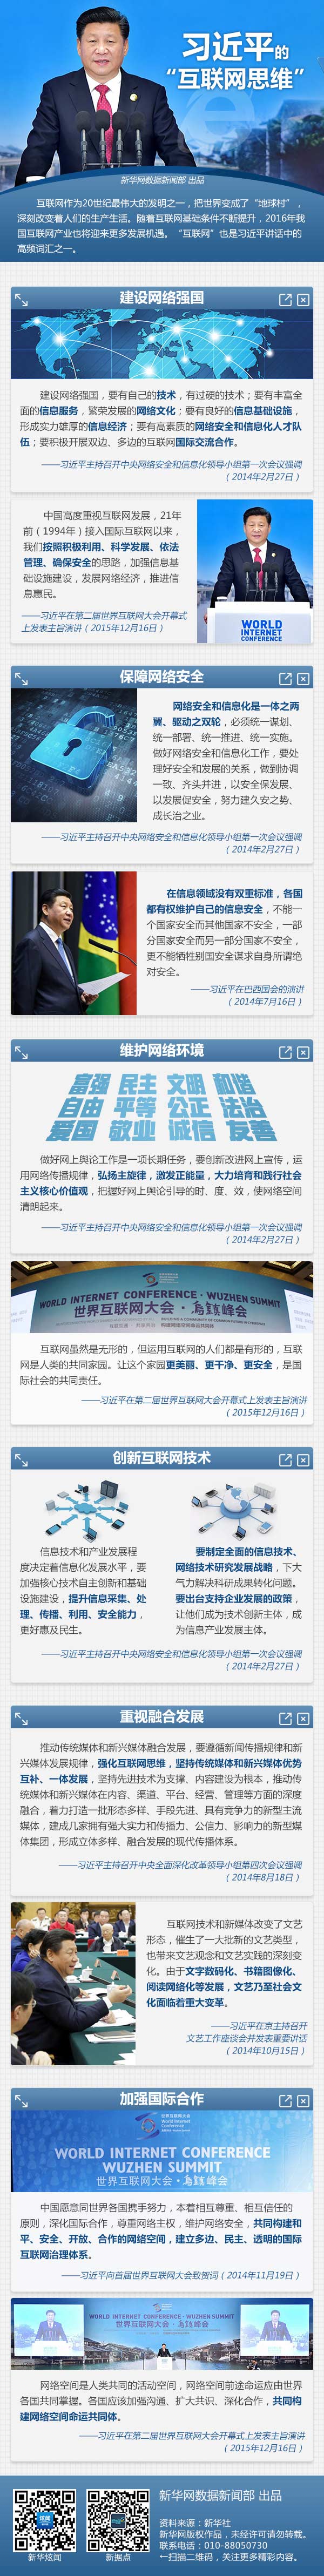 习近平的
“互联网思维”
新华网数据新闻部 出品
互联网作为20世纪最伟大的发明之一，把世界变成了“地球村”，
深刻改变着人们的生产生活。随着互联网基础条件不断提升，2016年我
国互联网产业也将迎来更多发展机遇。“互联网”也是习近平讲话中的
高频词汇之一。
建设网络强国
建设网络强国，要有自己的技术，有过硬的技术；要有丰富全
面的信息服务，繁荣发展的网络文化；要有良好的信息基础设施，
形成实力雄厚的信息经济；要有高素质的网络安全和信息化人才队
伍；要积极开展双边、多边的互联网国际交流合作。
——习近平主持召开中央网络安全和信息化领导小组第一次会议强调
（2014年2月27日）
中国高度重视互联网发展，21年
前（1994年）接入国际互联网以来，
我们按照积极利用、科学发展、依法
管理、确保安全的思路，加强信息基
础设施建设，发展网络经济，推进信
息惠民。
——习近平在第二届世界互联网大会开幕式
上发表主旨演讲（2015年12月16日）
WORLD
INTERNET
CONFERENCE
保障网络安全
网络安全和信息化是一体之两
翼、驱动之双轮，必须统一谋划、
统一部署、统一推进、统一实施。
做好网络安全和信息化工作，要处
理好安全和发展的关系，做到协调
一致、齐头并进，以安全保发展、
以发展促安全，努力建久安之势、
成长治之业。
——习近平主持召开中央网络安全和信息化领导小组第一次会议强调
（2014年2月27日）
在信息领域没有双重标准，各国
都有权维护自己的信息安全，不能一
个国家安全而其他国家不安全，一部
分国家安全而另一部分国家不安全，
更不能牺牲别国安全谋求自身所谓绝
对安全。
——习近平在巴西国会的演讲
（2014年7月16日）
维护网络环境
富强 民主 文明 和谐
自由 平等 公正 法治
爱国 敬业 诚信 友善
做好网上舆论工作是一项长期任务，要创新改进网上宣传，运
用网络传播规律，弘扬主旋律，激发正能量，大力培育和践行社会
主义核心价值观，把握好网上舆论引导的时、度、效，使网络空间
清朗起来。
——习近平主持召开中央网络安全和信息化领导小组第一次会议强调
（2014年2月27日）
WORLD INTERNET CONFERENCE · WUZHEN SUMMIT
世界互联网大会·乌镇峰会
互联网虽然是无形的，但运用互联网的人们都是有形的，互联
网是人类的共同家园。让这个家园更美丽、更干净、更安全，是国
际社会的共同责任。
——习近平在第二届世界互联网大会开幕式上发表主旨演讲
（2015年12月16日）
创新互联网技术
信息技术和产业发展程
度决定着信息化发展水平，要
加强核心技术自主创新和基础
设施建设，提升信息采集、处
理、传播、利用、安全能力，
更好惠及民生。
要制定全面的信息技术、
网络技术研究发展战略，下大
气力解决科研成果转化问题。
要出台支持企业发展的政策，
让他们成为技术创新主体，成
为信息产业发展主体。
——习近平主持召开中央网络安全和信息化领导小组第一次会议强调
（2014年2月27日）
重视融合发展
推动传统媒体和新兴媒体融合发展，要遵循新闻传播规律和新
兴媒体发展规律，强化互联网思维，坚持传统媒体和新兴媒体优势
互补、一体发展，坚持先进技术为支撑、内容建设为根本，推动传
统媒体和新兴媒体在内容、渠道、平台、经营、管理等方面的深度
融合，着力打造一批形态多样、手段先进、具有竞争力的新型主流
媒体，建成几家拥有强大实力和传播力、公信力、影响力的新型媒
体集团，形成立体多样、融合发展的现代传播体系。
——习近平主持召开中央全面深化改革领导小组第四次会议强调
（2014年8月18日）
互联网技术和新媒体改变了文艺
形态，催生了一大批新的文艺类型，
也带来文艺观念和文艺实践的深刻变
化。由于文字数码化、书籍图像化、
阅读网络化等发展，文艺乃至社会文
化面临着重大变革。
——习近平在京主持召开
文艺工作座谈会并发表重要讲话
（2014年10月15日）
加强国际合作
世界互联网大会
World Internet
Conference
WORLD INTERNET CONFERENCE
WUZHEN SUMMIT
世界互联网大会·乌镇峰会
中国愿意同世界各国携手努力，本着相互尊重、相互信任的
原则，深化国际合作，尊重网络主权，维护网络安全，共同构建和
平、安全、开放、合作的网络空间，建立多边、民主、透明的国际
互联网治理体系。
——习近平向首届世界互联网大会致贺词（2014年11月19日）
WORLD INTERNET CONFERENCE · WUZHEN SUMMIT
世界互联网大会·乌镇峰会
网络空间是人类共同的活动空间，网络空间前途命运应由世界
各国共同掌握。各国应该加强沟通、扩大共识、深化合作，共同构
建网络空间命运共同体。
——习近平在第二届世界互联网大会开幕式上发表主旨演讲
（2015年12月16日）
新华网数据新闻部 出品
资料来源：新华社
新华网版权作品，未经许可请勿转载。
联系电话：010-88050730
←扫描二维码，关注更多精彩内容。
新华炫闻
新据点